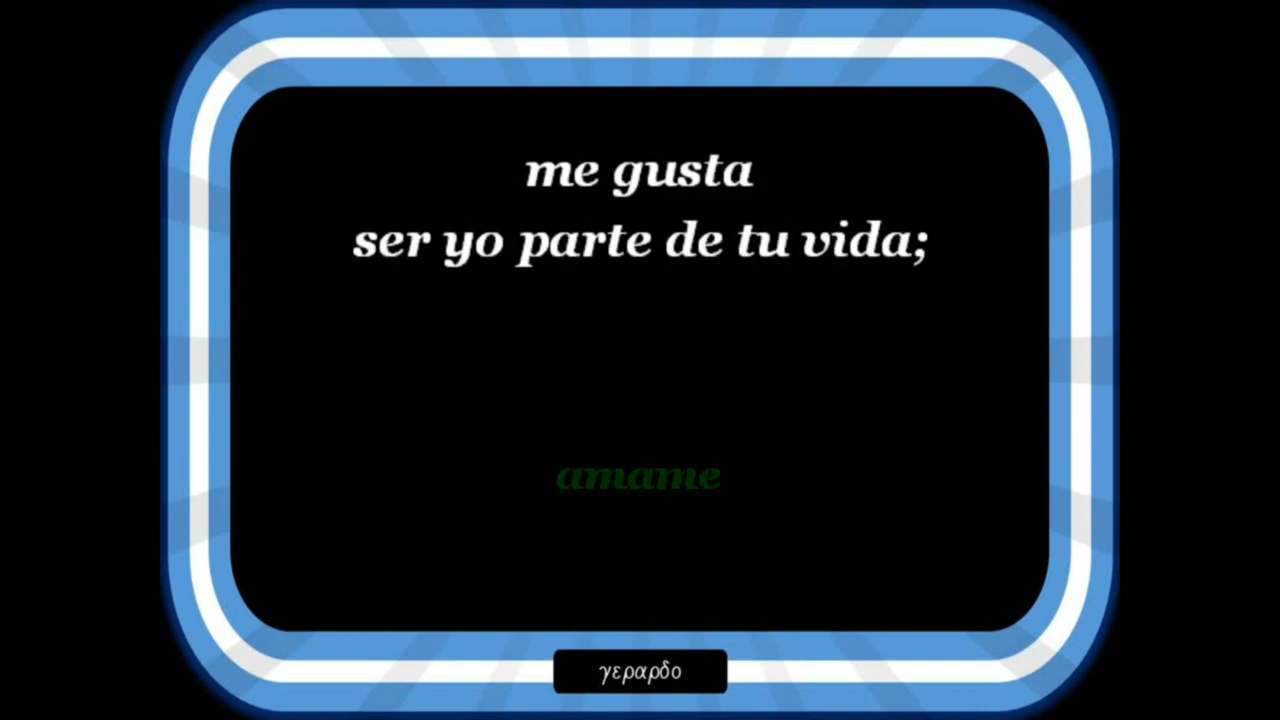 me gusta
ser yo parte de tu vida;
amame
γεραρδο